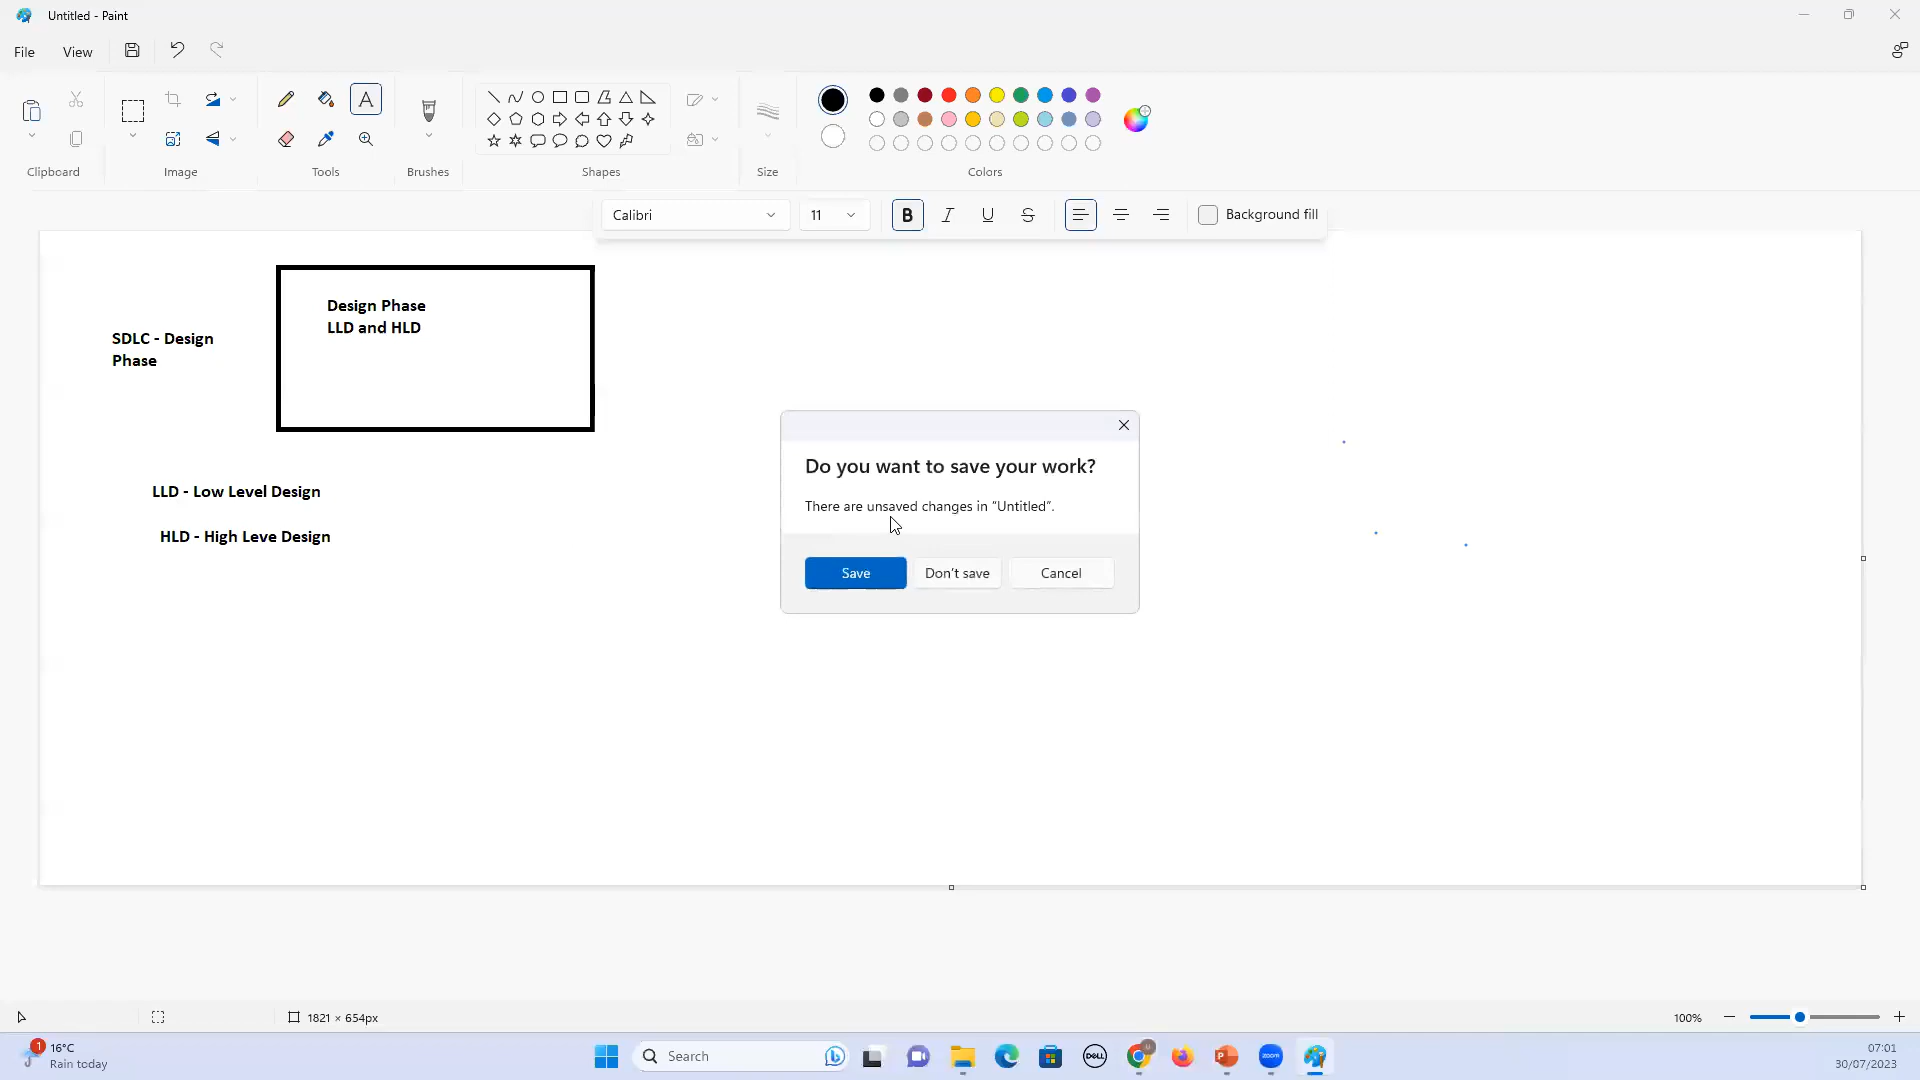 Untitled - Paint
File
View
Clipboard
Image
A
Tools
Brushes
Shapes
Size
Colors
Calibri
11
B
I
U
S
Background fill
Design Phase
LLD and HLD
SDLC - Design
Phase
LLD - Low Level Design
HLD - High Leve Design
Do you want to save your work?
There are unsaved changes in "Untitled".
Save
Don't save
Cancel
1821 × 654px
100%
1
16°C
Rain today
Search
DELL
U
P
zoom
07:01
30/07/2023